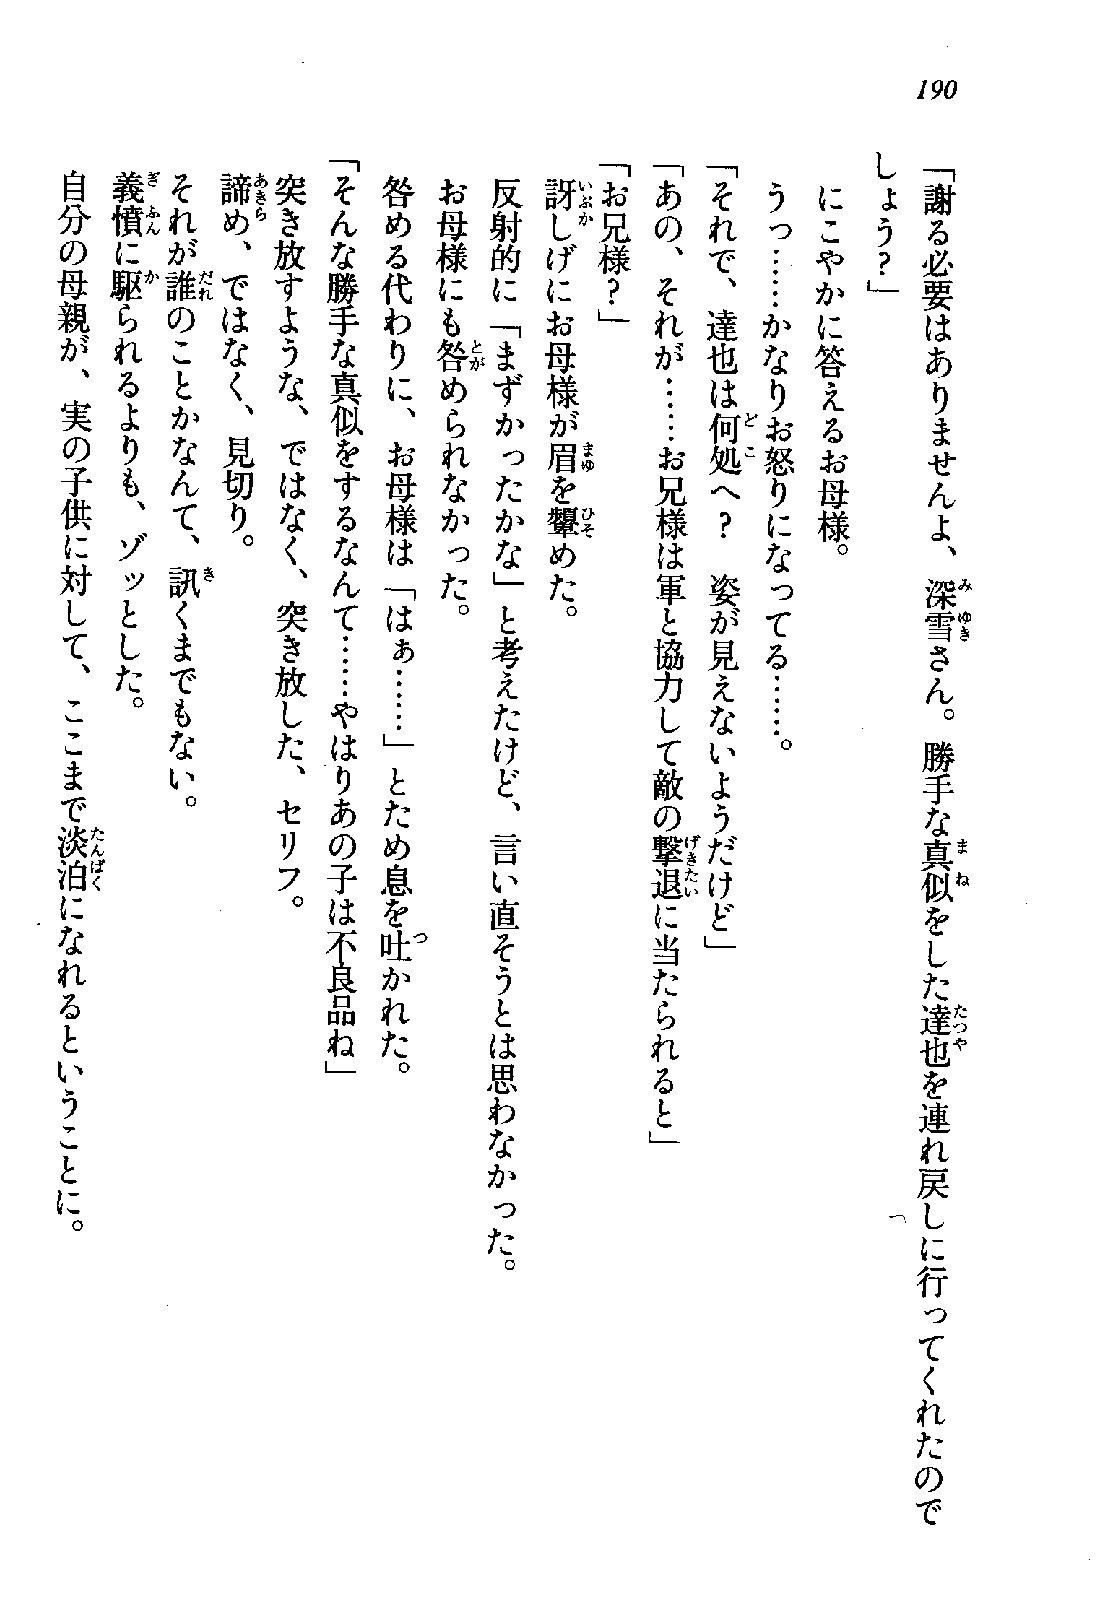 190
「謝る必要はありませんよ、深雪さん。勝手な真似をした達也を連れ戻しに行ってくれたので
しょう?」
にこやかに答えるお母様。
うっ……かなりお怒りになってる……。
「それで、達也は何処へ? 姿が見えないようだけど」
「あの、それが……お兄様は軍と協力して敵の撃退に当たられると」
「お兄様?」
訝しげにお母様が眉を顰めた。
反射的に「まずかったかな」と考えたけど、言い直そうとは思わなかった。
お母様にも咎められなかった。
咎める代わりに、お母様は「はぁ……」とため息を吐かれた。
「そんな勝手な真似をするなんて……やはりあの子は不良品ね」
突き放すような、ではなく、突き放した、セリフ。
諦め、ではなく、見切り。
それが誰のことかなんて、訊くまでもない。
義憤に駆られるよりも、ゾッとした。
自分の母親が、実の子供に対して、ここまで淡泊になれるということに。